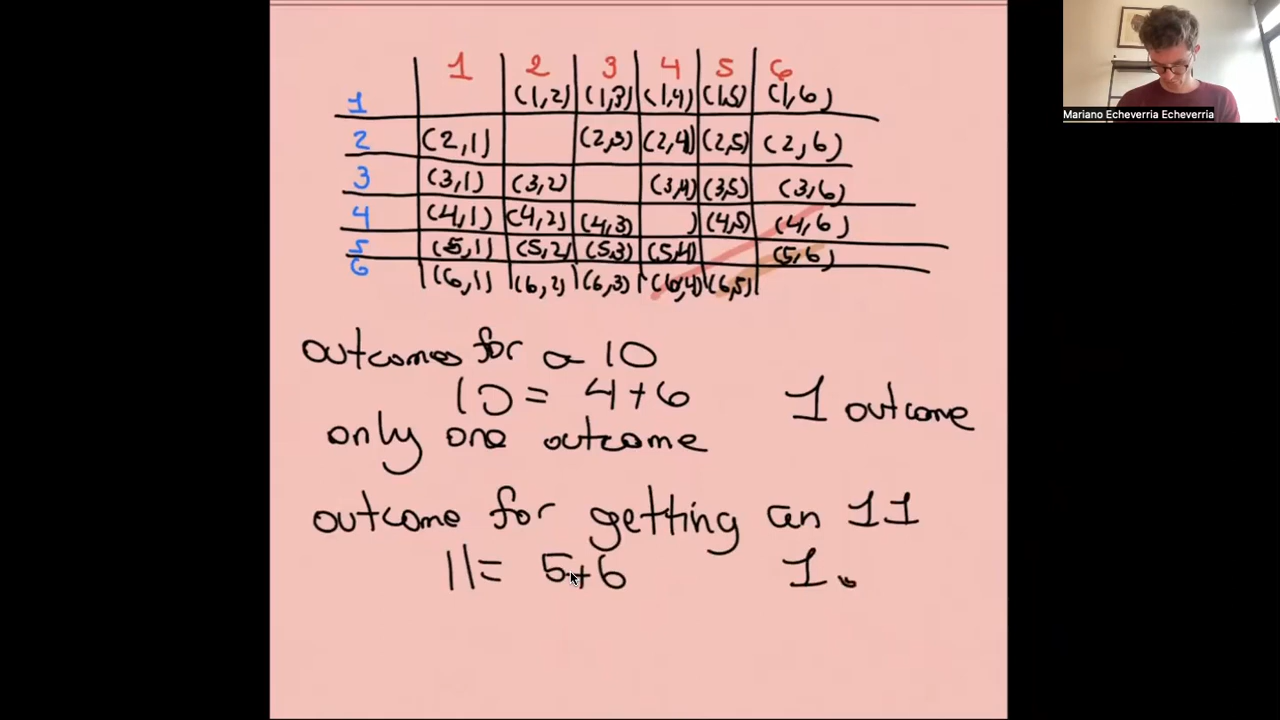 1 2 3 4 5 6
1 (1,2) (1,3) (1,4) (1,5) (1,6)
2 (2,1) (2,3) (2,4) (2,5) (2,6)
3 (3,1) (3,2) (3,4) (3,5) (3,6)
4 (4,1) (4,2) (4,3) ) (4,5) (4,6)
5 (5,1) (5,2) (5,3) (5,4) (5,6)
6 (6,1) (6,2) (6,3) (6,4) (6,5)
outcomes for a 10
10 = 4+6 1 outcome
only one outcome
outcome for getting an 11
11= 5+6 1.
Mariano Echeverria Echeverria